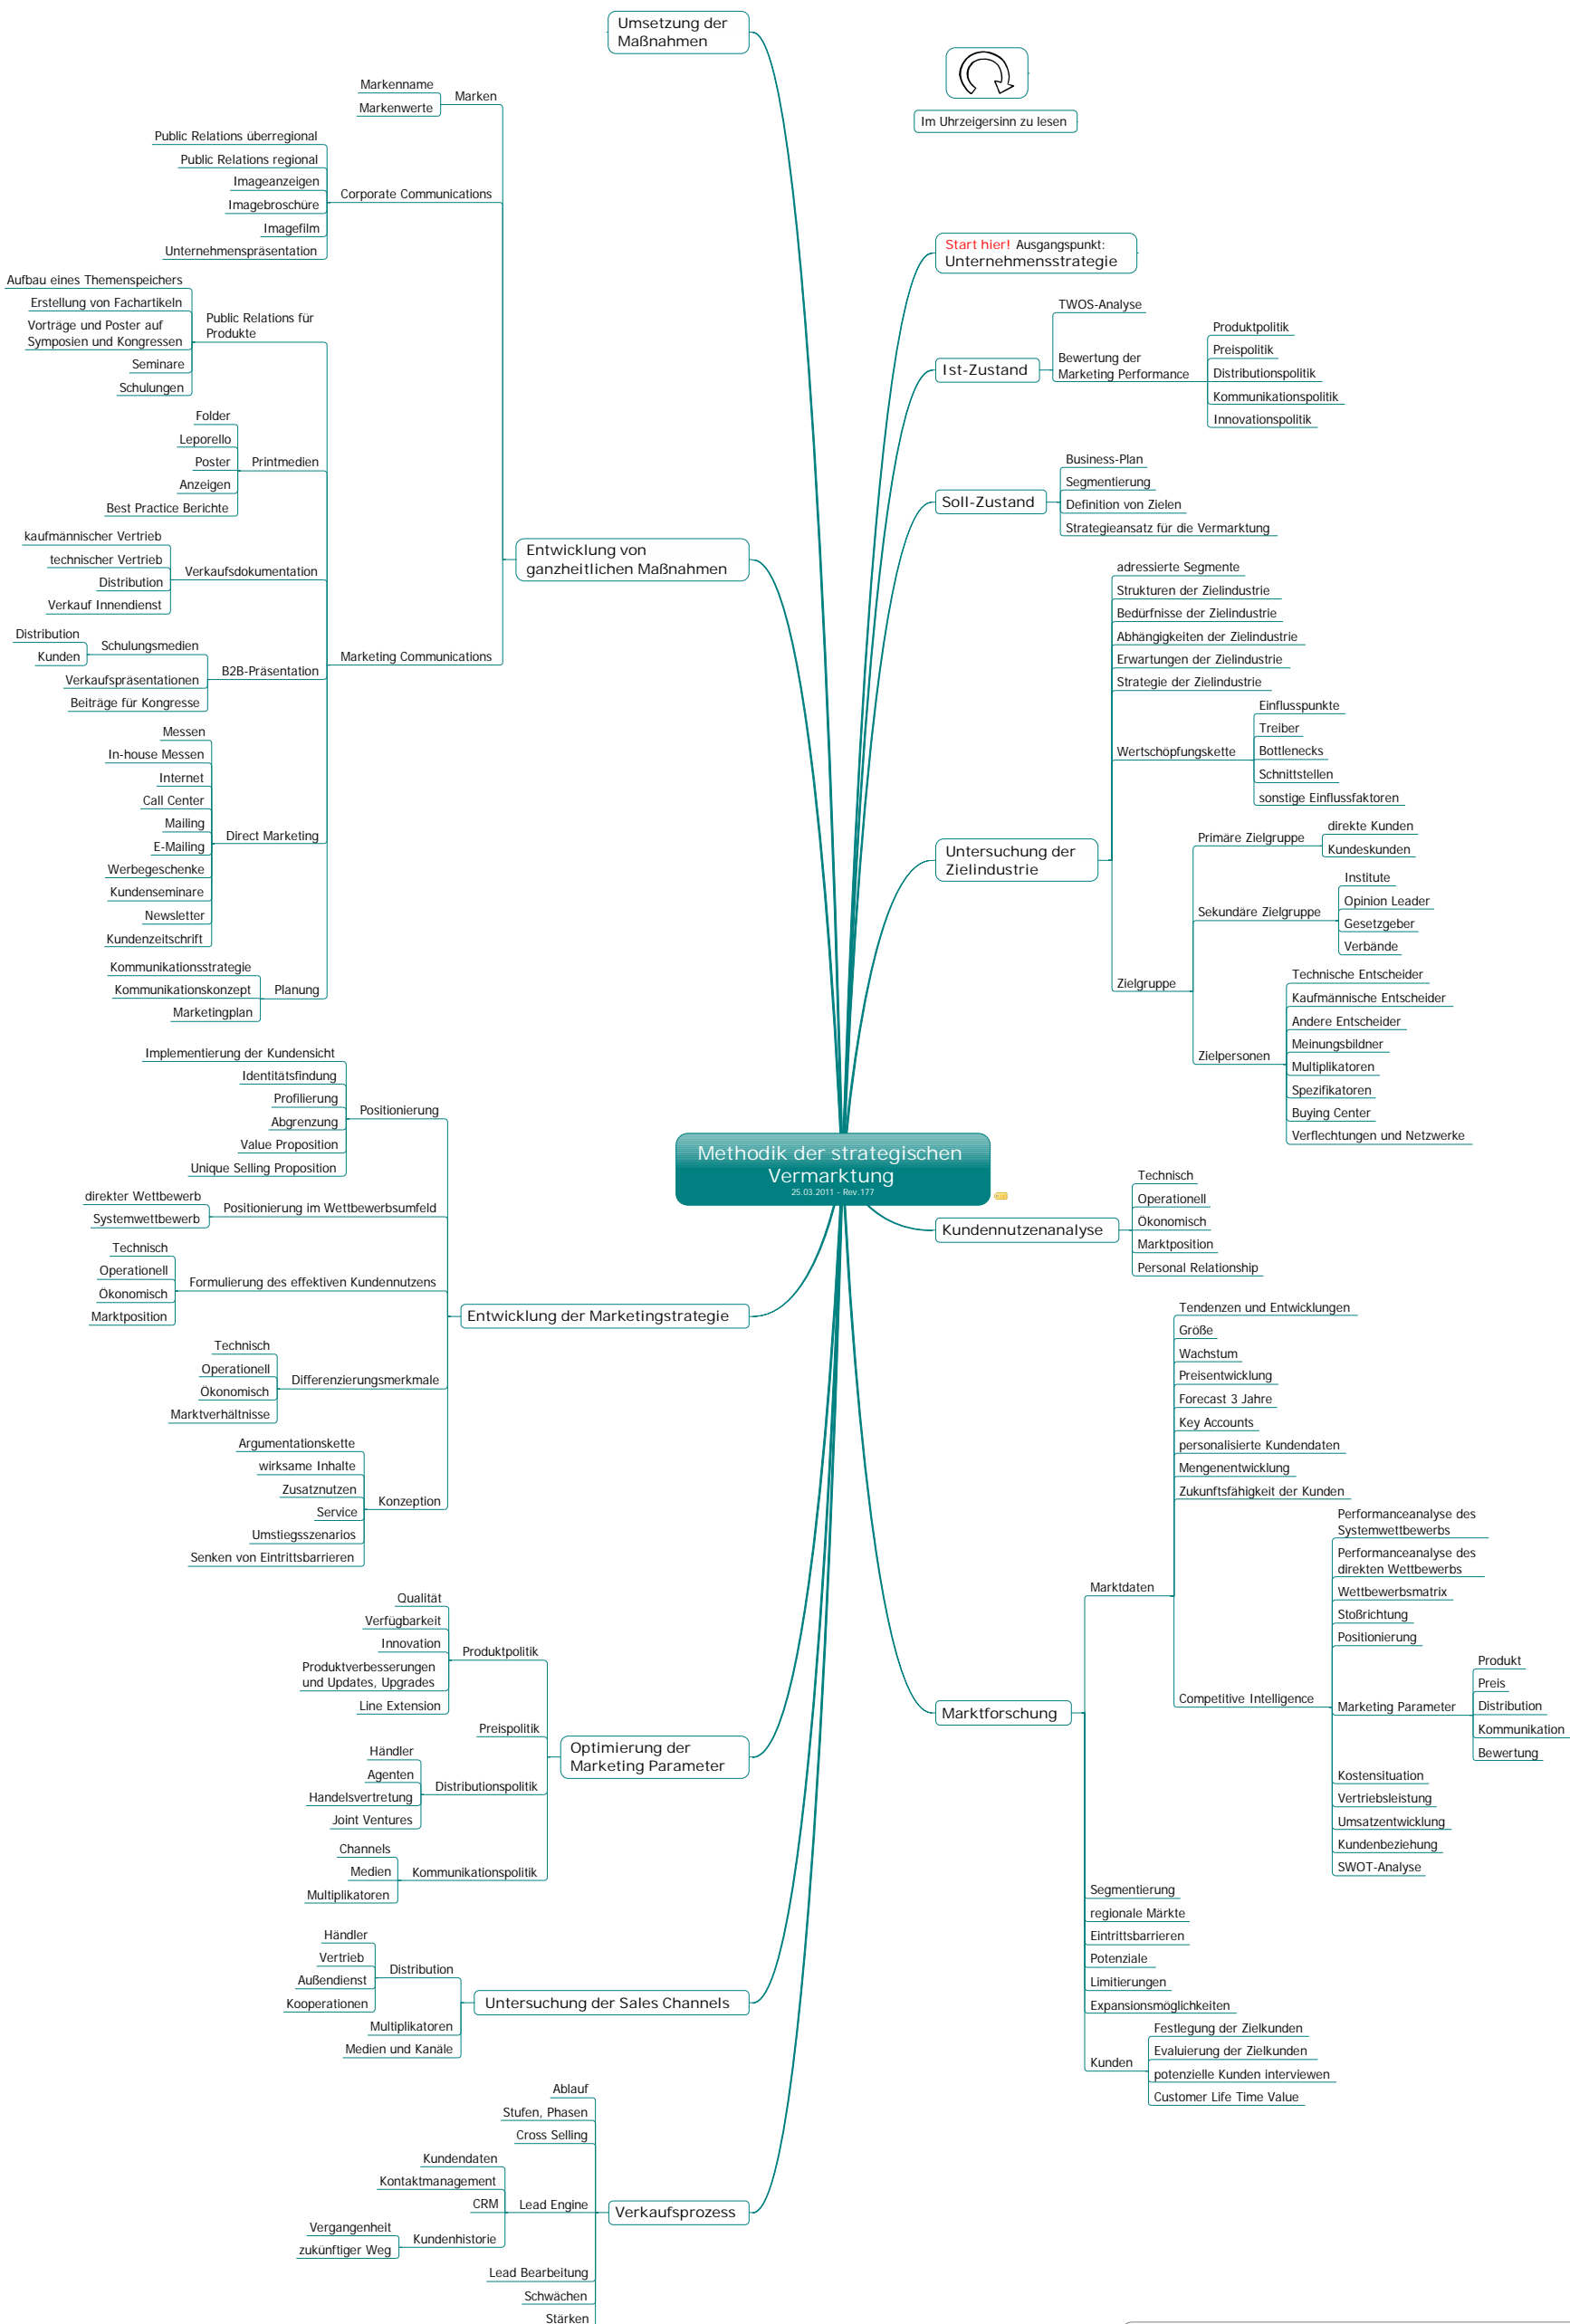 Methodik der strategischen
Vermarktung
25.03.2011 - Rev.177
Im Uhrzeigersinn zu lesen
Start hier! Ausgangspunkt:
Unternehmensstrategie
Ist-Zustand
TWOS-Analyse
Bewertung der
Marketing Performance
Produktpolitik
Preispolitik
Distributionspolitik
Kommunikationspolitik
Innovationspolitik
Soll-Zustand
Business-Plan
Segmentierung
Definition von Zielen
Strategieansatz für die Vermarktung
Untersuchung der
Zielindustrie
adressierte Segmente
Strukturen der Zielindustrie
Bedürfnisse der Zielindustrie
Abhängigkeiten der Zielindustrie
Erwartungen der Zielindustrie
Strategie der Zielindustrie
Wertschöpfungskette
Einflusspunkte
Treiber
Bottlenecks
Schnittstellen
sonstige Einflussfaktoren
Zielgruppe
Primäre Zielgruppe
direkte Kunden
Kundeskunden
Sekundäre Zielgruppe
Institute
Opinion Leader
Gesetzgeber
Verbände
Zielpersonen
Technische Entscheider
Kaufmännische Entscheider
Andere Entscheider
Meinungsbildner
Multiplikatoren
Spezifikatoren
Buying Center
Verflechtungen und Netzwerke
Kundennutzenanalyse
Technisch
Operationell
Ökonomisch
Marktposition
Personal Relationship
Marktforschung
Marktdaten
Tendenzen und Entwicklungen
Größe
Wachstum
Preisentwicklung
Forecast 3 Jahre
Key Accounts
personalisierte Kundendaten
Mengenentwicklung
Zukunftsfähigkeit der Kunden
Competitive Intelligence
Performanceanalyse des
Systemwettbewerbs
Performanceanalyse des
direkten Wettbewerbs
Wettbewerbsmatrix
Stoßrichtung
Positionierung
Marketing Parameter
Produkt
Preis
Distribution
Kommunikation
Bewertung
Kostensituation
Vertriebsleistung
Umsatzentwicklung
Kundenbeziehung
SWOT-Analyse
Segmentierung
regionale Märkte
Eintrittsbarrieren
Potenziale
Limitierungen
Expansionsmöglichkeiten
Kunden
Festlegung der Zielkunden
Evaluierung der Zielkunden
potenzielle Kunden interviewen
Customer Life Time Value
Verkaufsprozess
Ablauf
Stufen, Phasen
Cross Selling
Lead Engine
Kundendaten
Kontaktmanagement
CRM
Kundenhistorie
Vergangenheit
zukünftiger Weg
Lead Bearbeitung
Schwächen
Stärken
Untersuchung der Sales Channels
Distribution
Händler
Vertrieb
Außendienst
Kooperationen
Multiplikatoren
Medien und Kanäle
Optimierung der
Marketing Parameter
Produktpolitik
Qualität
Verfügbarkeit
Innovation
Produktverbesserungen
und Updates, Upgrades
Line Extension
Preispolitik
Distributionspolitik
Händler
Agenten
Handelsvertretung
Joint Ventures
Kommunikationspolitik
Channels
Medien
Multiplikatoren
Entwicklung der Marketingstrategie
Positionierung
Implementierung der Kundensicht
Identitätsfindung
Profilierung
Abgrenzung
Value Proposition
Unique Selling Proposition
Positionierung im Wettbewerbsumfeld
direkter Wettbewerb
Systemwettbewerb
Formulierung des effektiven Kundennutzens
Technisch
Operationell
Ökonomisch
Marktposition
Differenzierungsmerkmale
Technisch
Operationell
Ökonomisch
Marktverhältnisse
Konzeption
Argumentationskette
wirksame Inhalte
Zusatznutzen
Service
Umstiegsszenarios
Senken von Eintrittsbarrieren
Entwicklung von
ganzheitlichen Maßnahmen
Marken
Markenname
Markenwerte
Corporate Communications
Public Relations überregional
Public Relations regional
Imageanzeigen
Imagebroschüre
Imagefilm
Unternehmenspräsentation
Marketing Communications
Public Relations für
Produkte
Aufbau eines Themenspeichers
Erstellung von Fachartikeln
Vorträge und Poster auf
Symposien und Kongressen
Seminare
Schulungen
Printmedien
Folder
Leporello
Poster
Anzeigen
Best Practice Berichte
Verkaufsdokumentation
kaufmännischer Vertrieb
technischer Vertrieb
Distribution
Verkauf Innendienst
B2B-Präsentation
Schulungsmedien
Distribution
Kunden
Verkaufspräsentationen
Beiträge für Kongresse
Direct Marketing
Messen
In-house Messen
Internet
Call Center
Mailing
E-Mailing
Werbegeschenke
Kundenseminare
Newsletter
Kundenzeitschrift
Planung
Kommunikationsstrategie
Kommunikationskonzept
Marketingplan
Umsetzung der
Maßnahmen